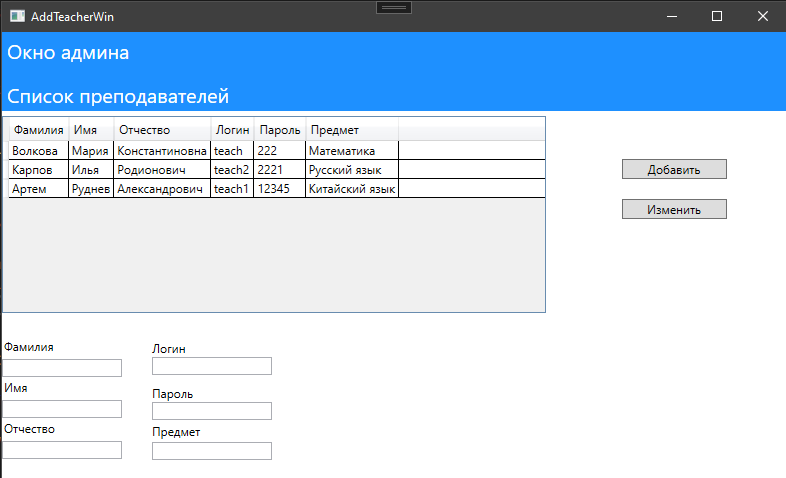 AddTeacherWin
Окно админа
Список преподавателей
Фамилия Имя Отчество Логин Пароль Предмет
Волкова Мария Константиновна teach 222 Математика
Карпов Илья Родионович teach2 2221 Русский язык
Артем Руднев Александрович teach1 12345 Китайский язык
Добавить
Изменить
Фамилия
Логин
Имя
Пароль
Отчество
Предмет